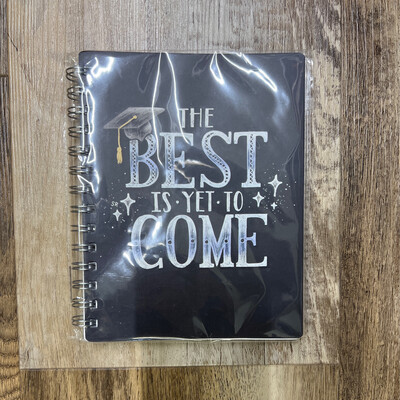 THE
BEST
IS • YET • TO
COME